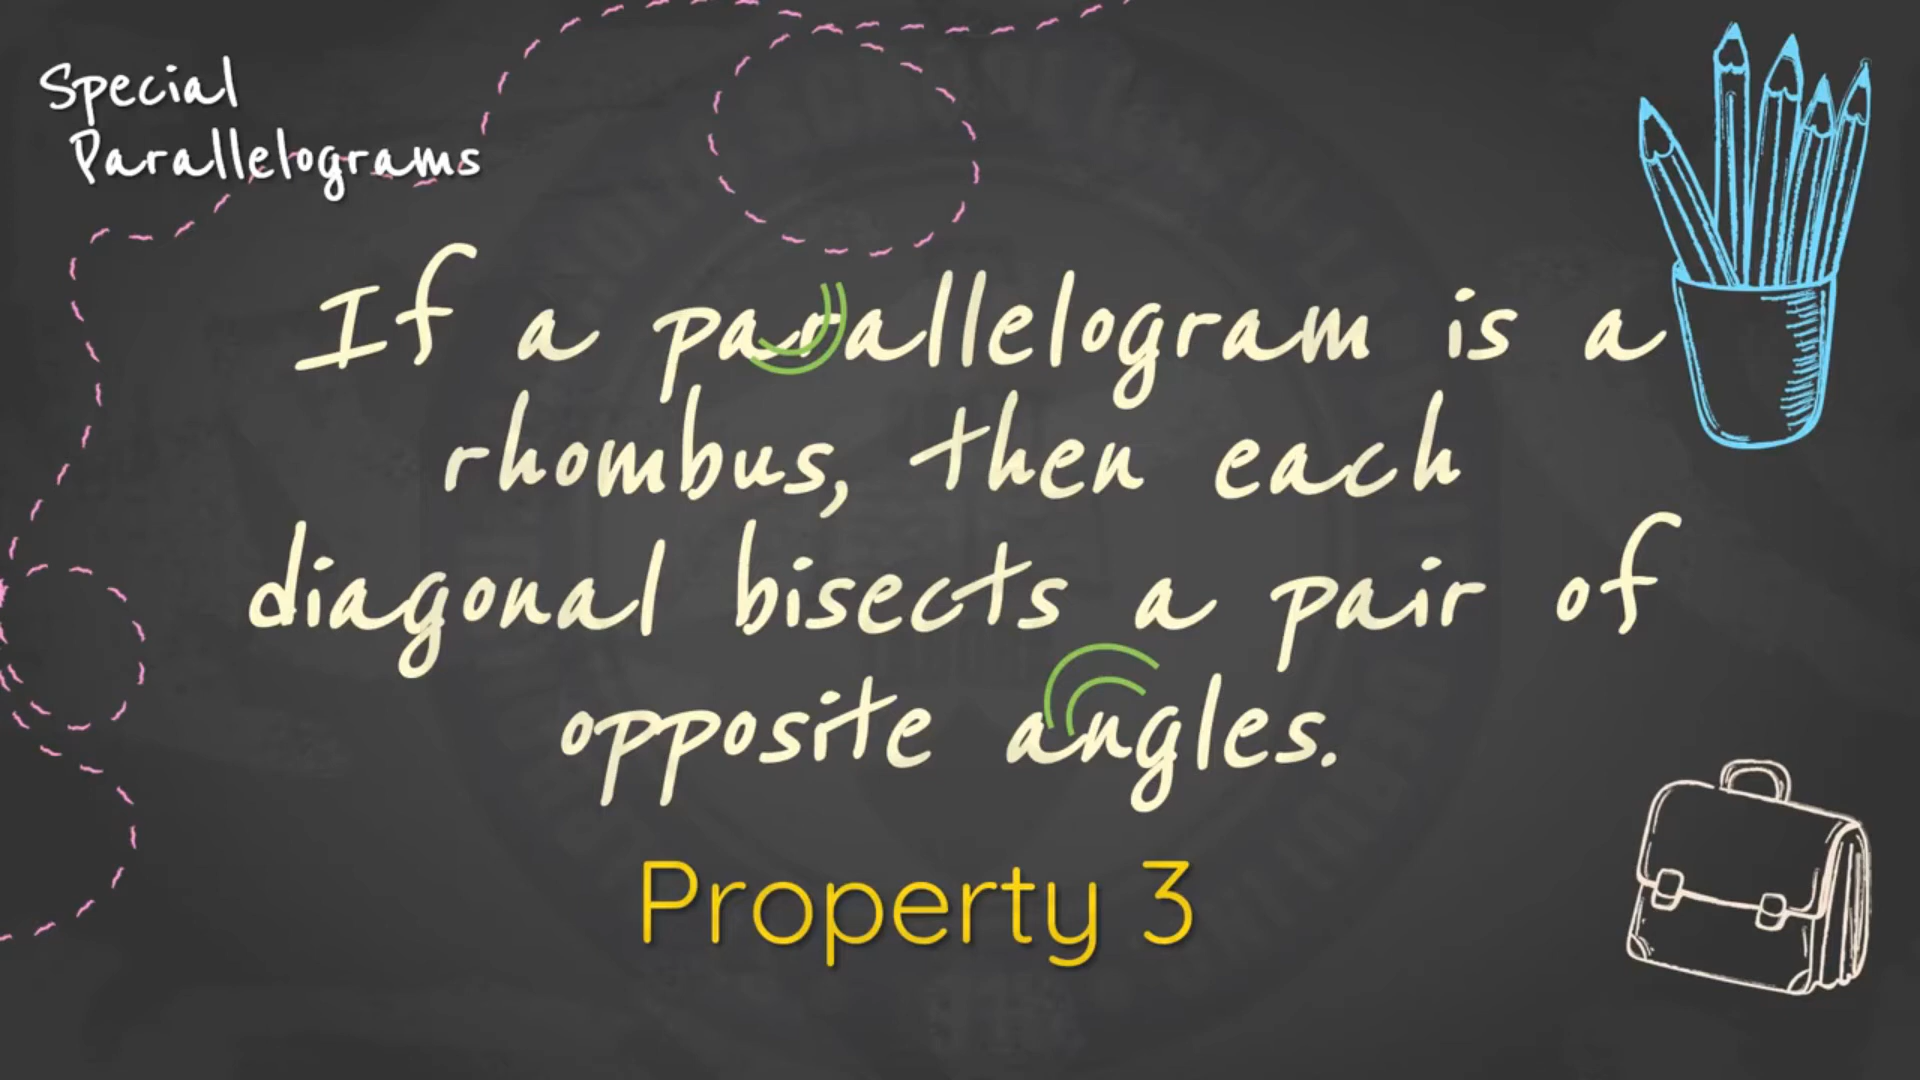 Special
Parallelograms
If a parallelogram is a
rhombus, then each
diagonal bisects a pair of
opposite angles.
Property 3